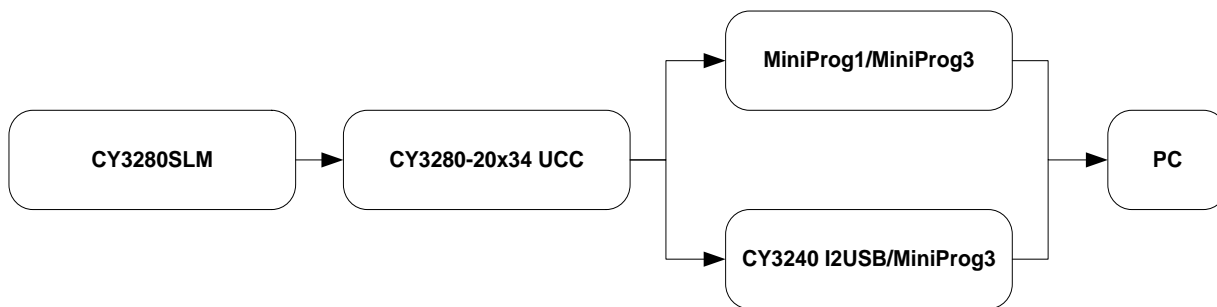 CY3280SLM
CY3280-20x34 UCC
MiniProg1/MiniProg3
CY3240 I2USB/MiniProg3
PC